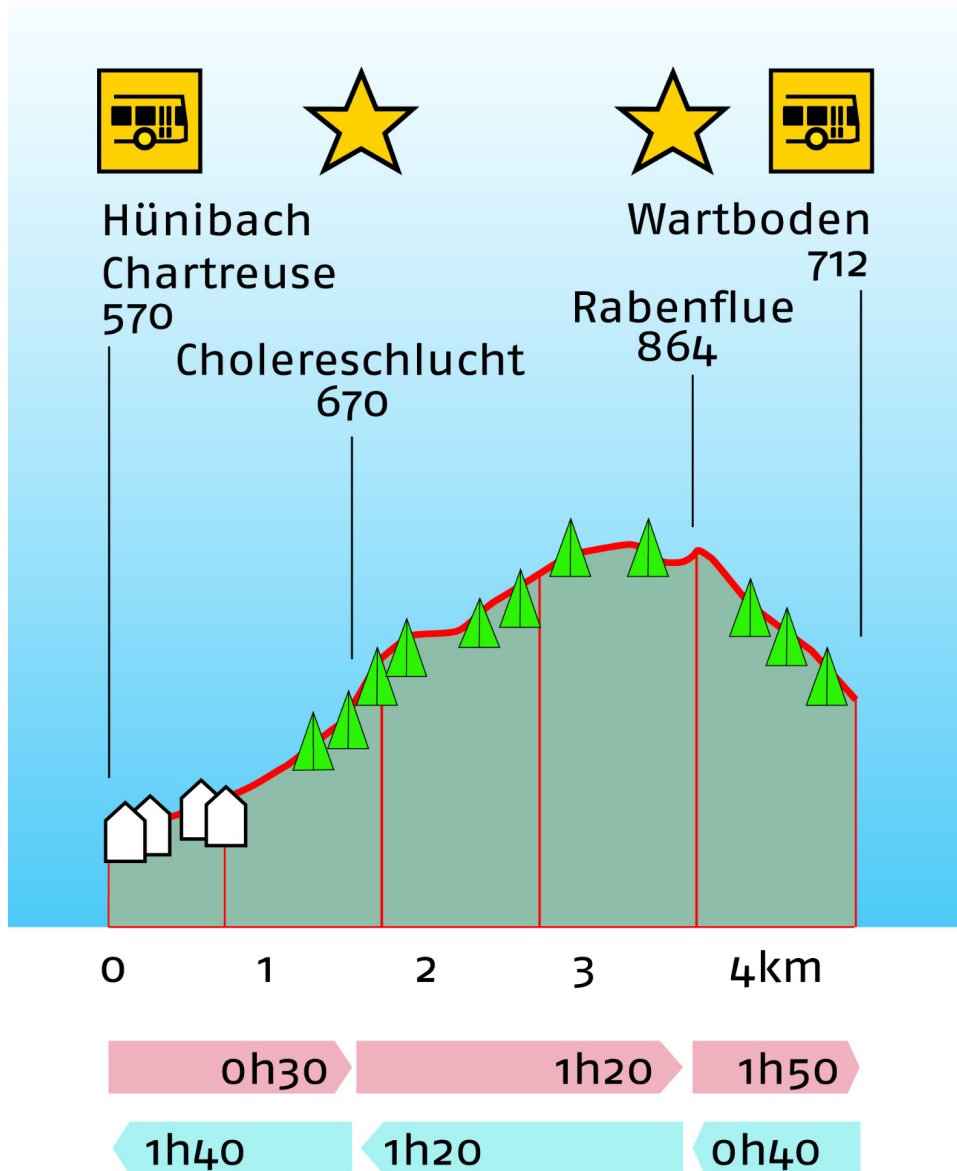 Hünibach
Chartreuse
570
Wartboden
712
Rabenflue
864
Cholereschlucht
670
0 1 2 3 4km
0h30 1h20 1h50
1h40 1h20 0h40